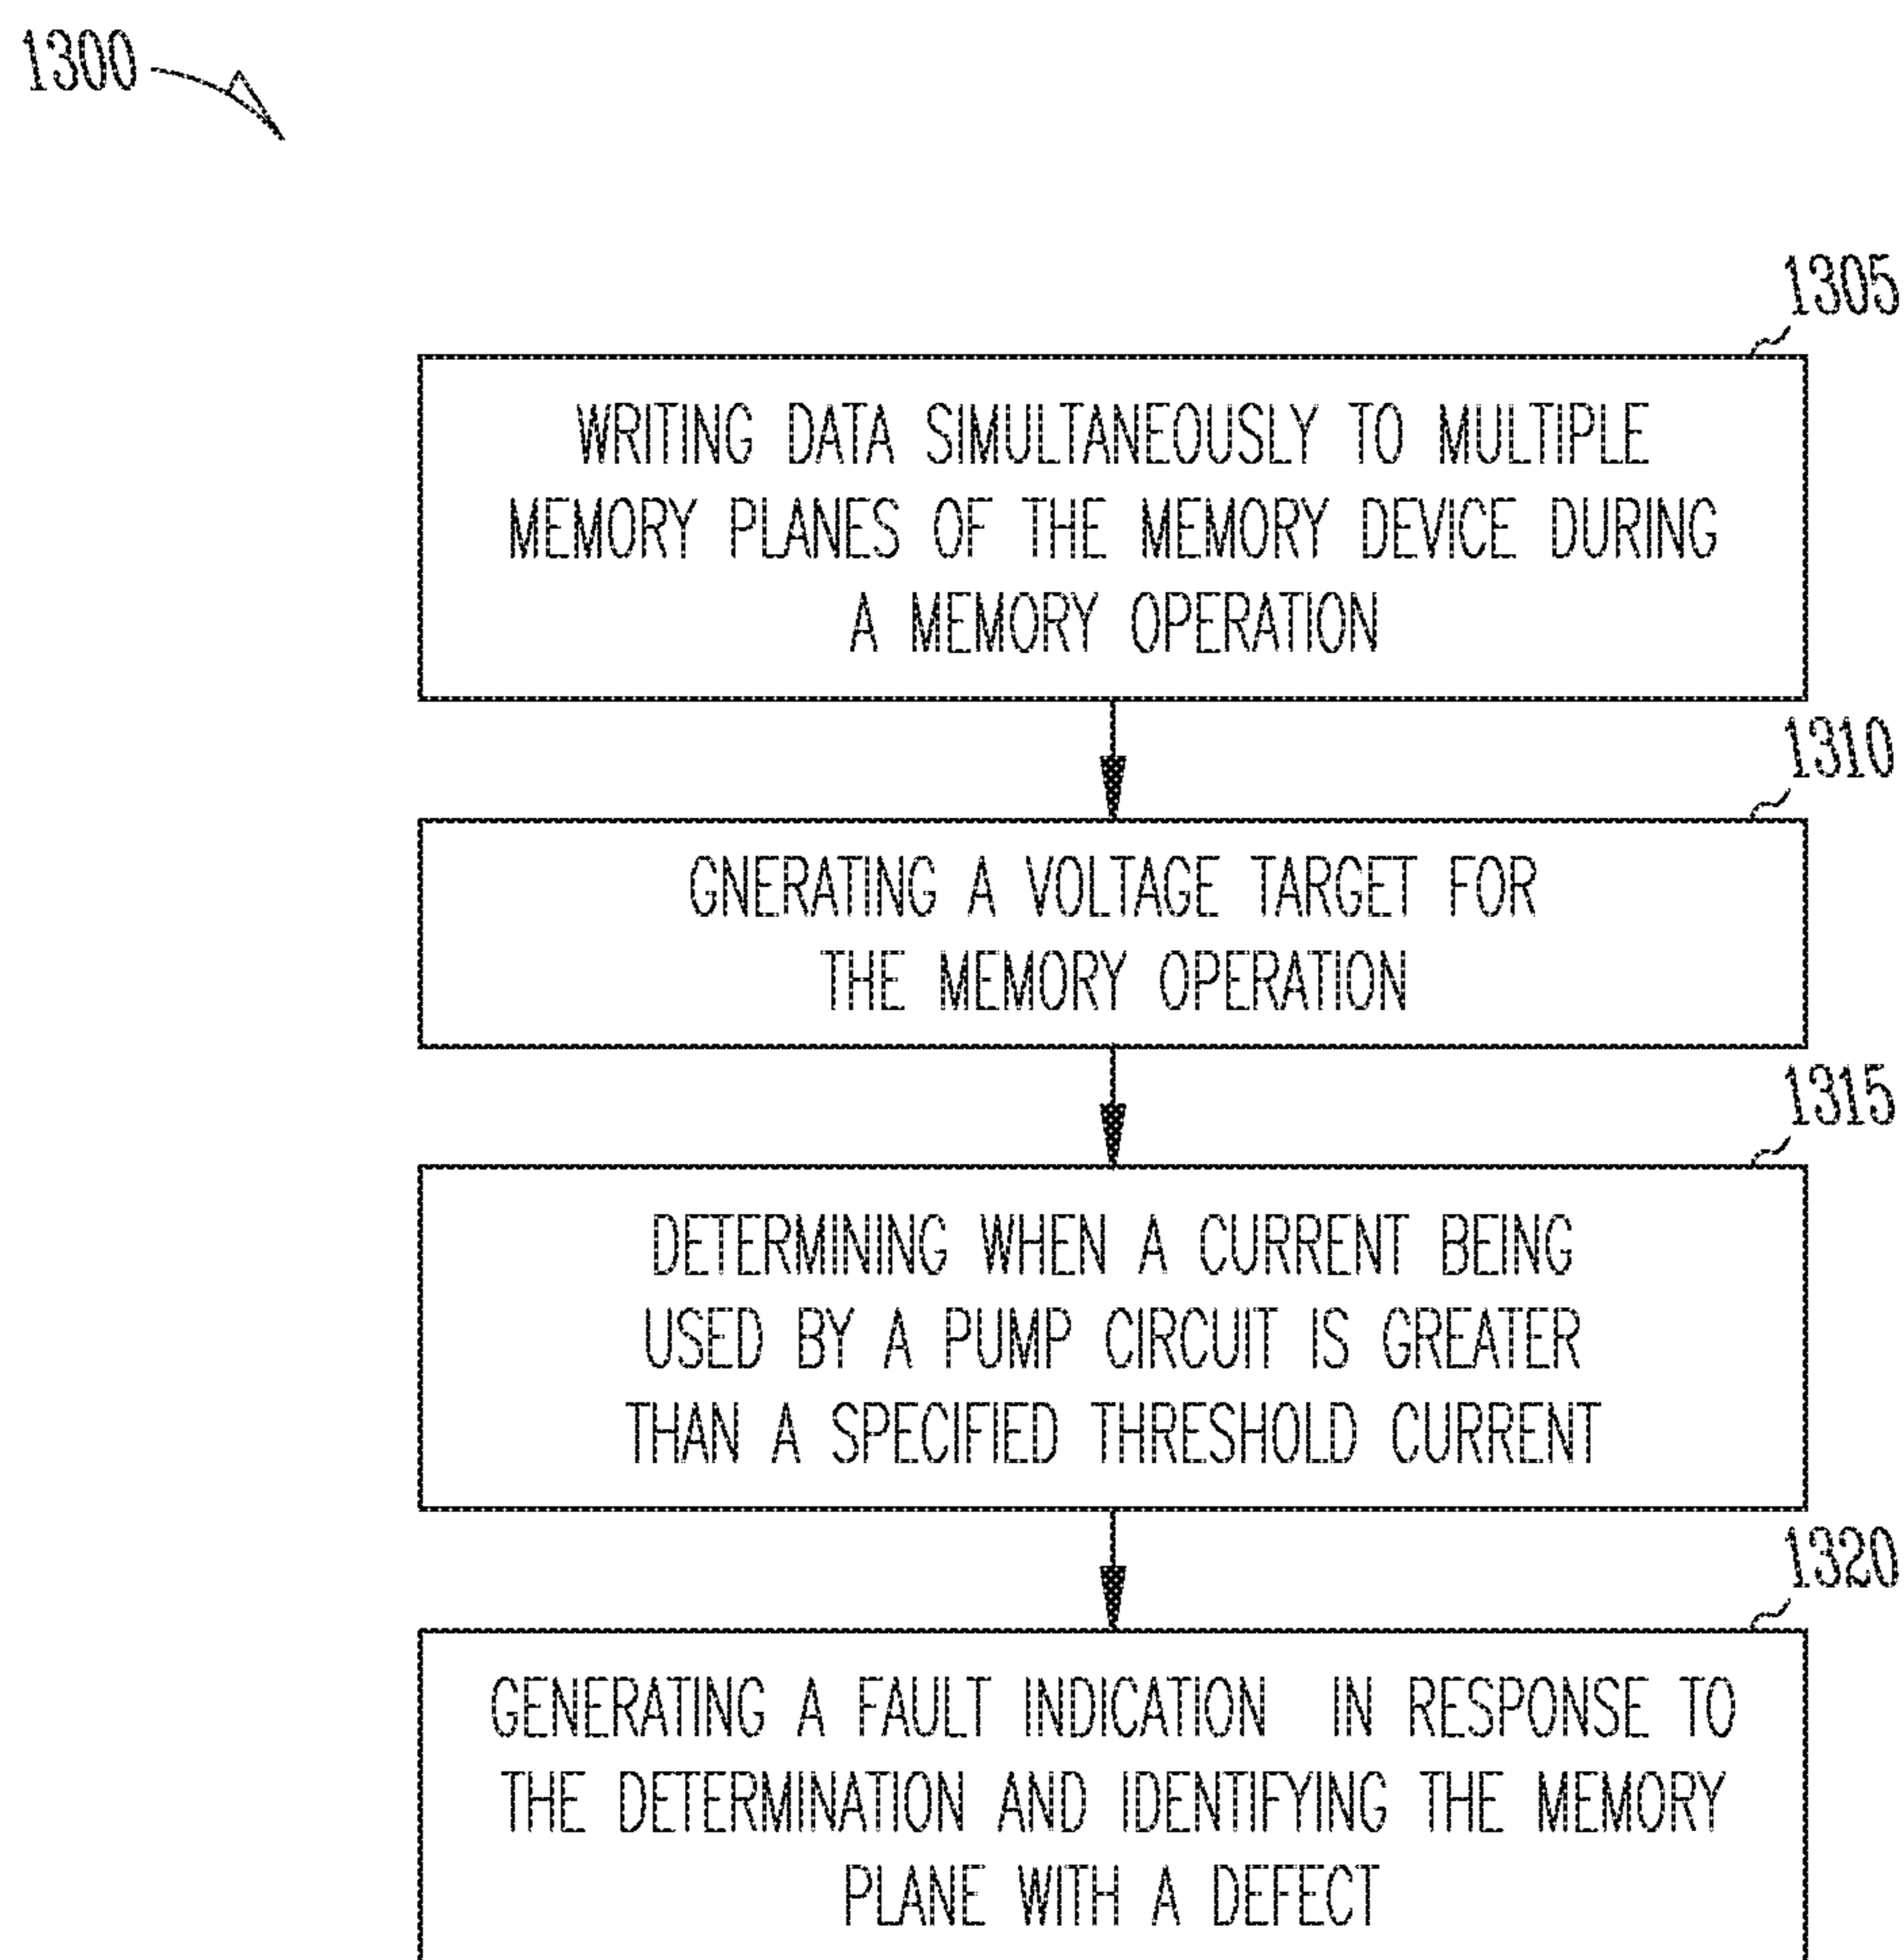 1300
1305
WRITING DATA SIMULTANEOUSLY TO MULTIPLE
MEMORY PLANES OF THE MEMORY DEVICE DURING
A MEMORY OPERATION
1310
GNERATING A VOLTAGE TARGET FOR
THE MEMORY OPERATION
1315
DETERMINING WHEN A CURRENT BEING
USED BY A PUMP CIRCUIT IS GREATER
THAN A SPECIFIED THRESHOLD CURRENT
1320
GENERATING A FAULT INDICATION IN RESPONSE TO
THE DETERMINATION AND IDENTIFYING THE MEMORY
PLANE WITH A DEFECT